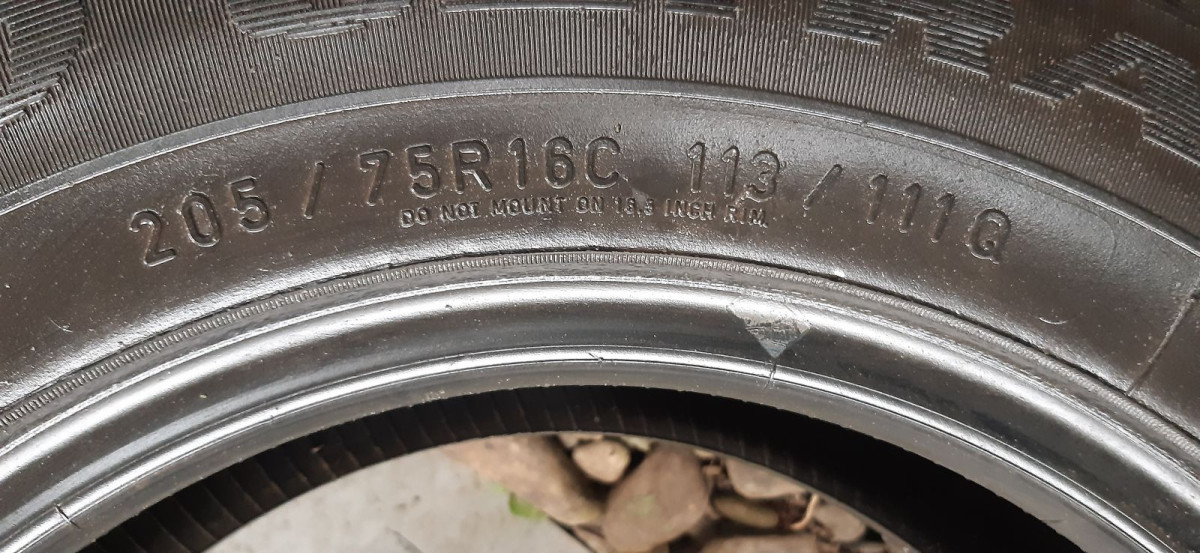 205 / 75R16C 113 / 111Q
DO NOT MOUNT ON 16.5 INCH RIM.